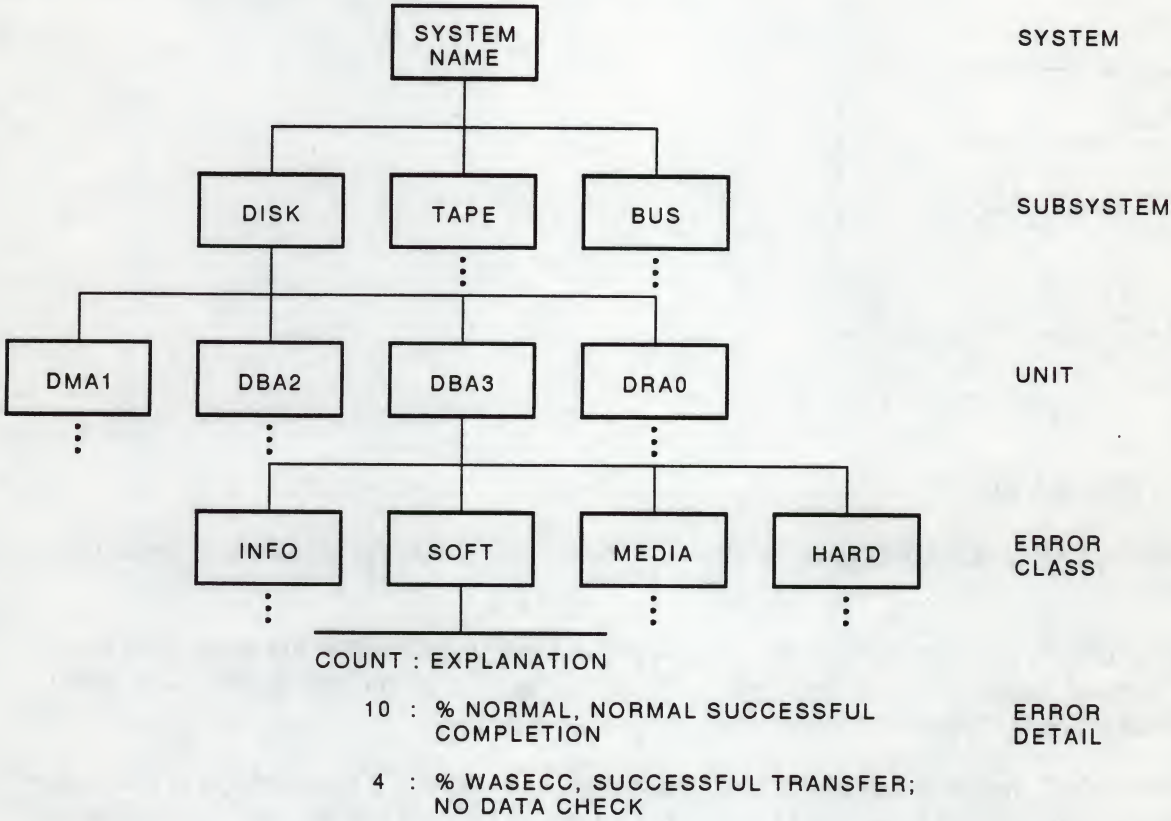 SYSTEM
NAME
SYSTEM
DISK
TAPE
BUS
SUBSYSTEM
DMA1
DBA2
DBA3
DRA0
UNIT
INFO
SOFT
MEDIA
HARD
ERROR
CLASS
COUNT : EXPLANATION
10 : % NORMAL, NORMAL SUCCESSFUL
COMPLETION
ERROR
DETAIL
4 : % WASECC, SUCCESSFUL TRANSFER;
NO DATA CHECK